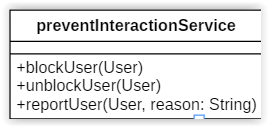 preventInteractionService
+blockUser(User)
+unblockUser(User)
+reportUser(User, reason: String)